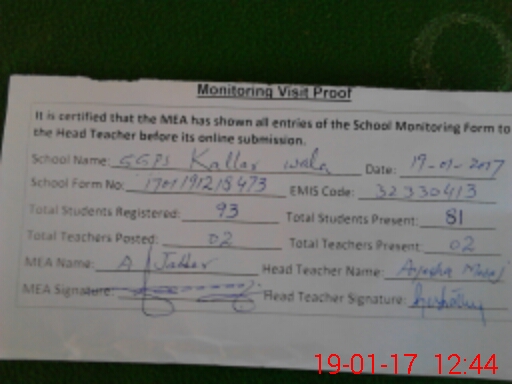 Monitoring Visit Proof
It is certified that the MEA has shown all entries of the School Monitoring Form to
the Head Teacher before its online submission.
School Name: GGPS Kallar wala Date: 19-01-2017
School Form No: 1701191218473 EMIS Code: 32330413
Total Students Registered: 93 Total Students Present: 81
Total Teachers Posted: 02 Total Teachers Present: 02
MEA Name: A Jabbar Head Teacher Name: Ayesha
MEA Signature: Head Teacher Signature:
19-01-17 12:44